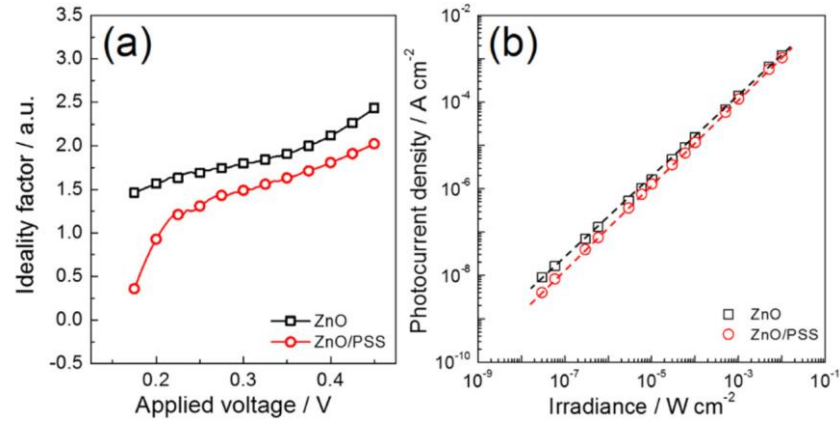 (a)
Ideality factor / a.u.
3.5
3.0
2.5
2.0
1.5
1.0
0.5
0.0
-0.5
0.2
0.3
0.4
Applied voltage / V
ZnO
ZnO/PSS
(b)
Photocurrent density / A cm⁻²
10⁻²
10⁻⁴
10⁻⁶
10⁻⁸
10⁻¹⁰
10⁻⁹
10⁻⁷
10⁻⁵
10⁻³
10⁻¹
Irradiance / W cm⁻²
ZnO
ZnO/PSS